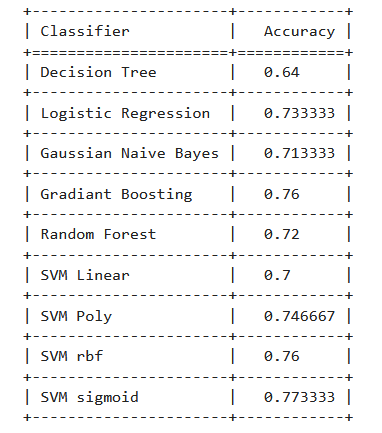 Classifier Accuracy
Decision Tree 0.64
Logistic Regression 0.733333
Gaussian Naive Bayes 0.713333
Gradiant Boosting 0.76
Random Forest 0.72
SVM Linear 0.7
SVM Poly 0.746667
SVM rbf 0.76
SVM sigmoid 0.773333